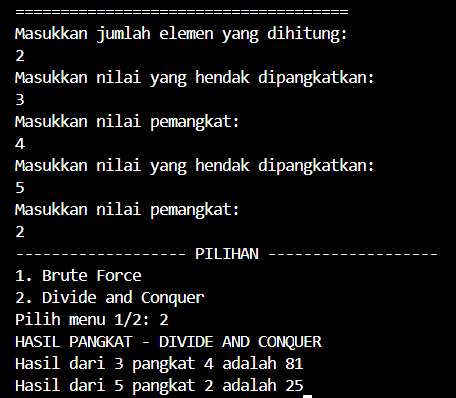 =====================================
Masukkan jumlah elemen yang dihitung:
2
Masukkan nilai yang hendak dipangkatkan:
3
Masukkan nilai pemangkat:
4
Masukkan nilai yang hendak dipangkatkan:
5
Masukkan nilai pemangkat:
2
------------------- PILIHAN -------------------
1. Brute Force
2. Divide and Conquer
Pilih menu 1/2: 2
HASIL PANGKAT - DIVIDE AND CONQUER
Hasil dari 3 pangkat 4 adalah 81
Hasil dari 5 pangkat 2 adalah 25